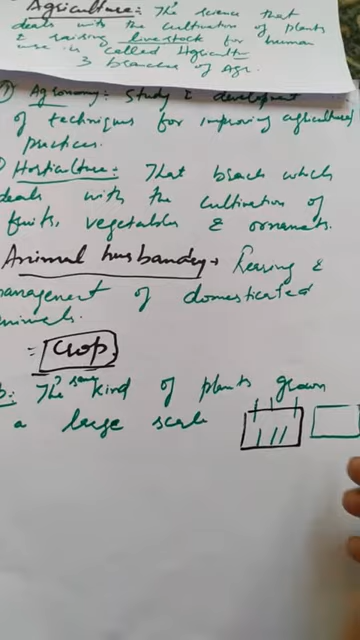 Agriculture:- The science that
deals with the cultivation of plants
& raising livestock for human
use is called Agricultu
3 branches of Agr.
① Agronomy: Study & development
of techniques for improving agricultural
practices.
Horticulture:- That brach which
deals with the cultivation of
fruits, vegetables & ornaments.
Animal husbandry → Rearing &
management of domesticated
animals.
= Crop
The same kind of plants grown
a large scale